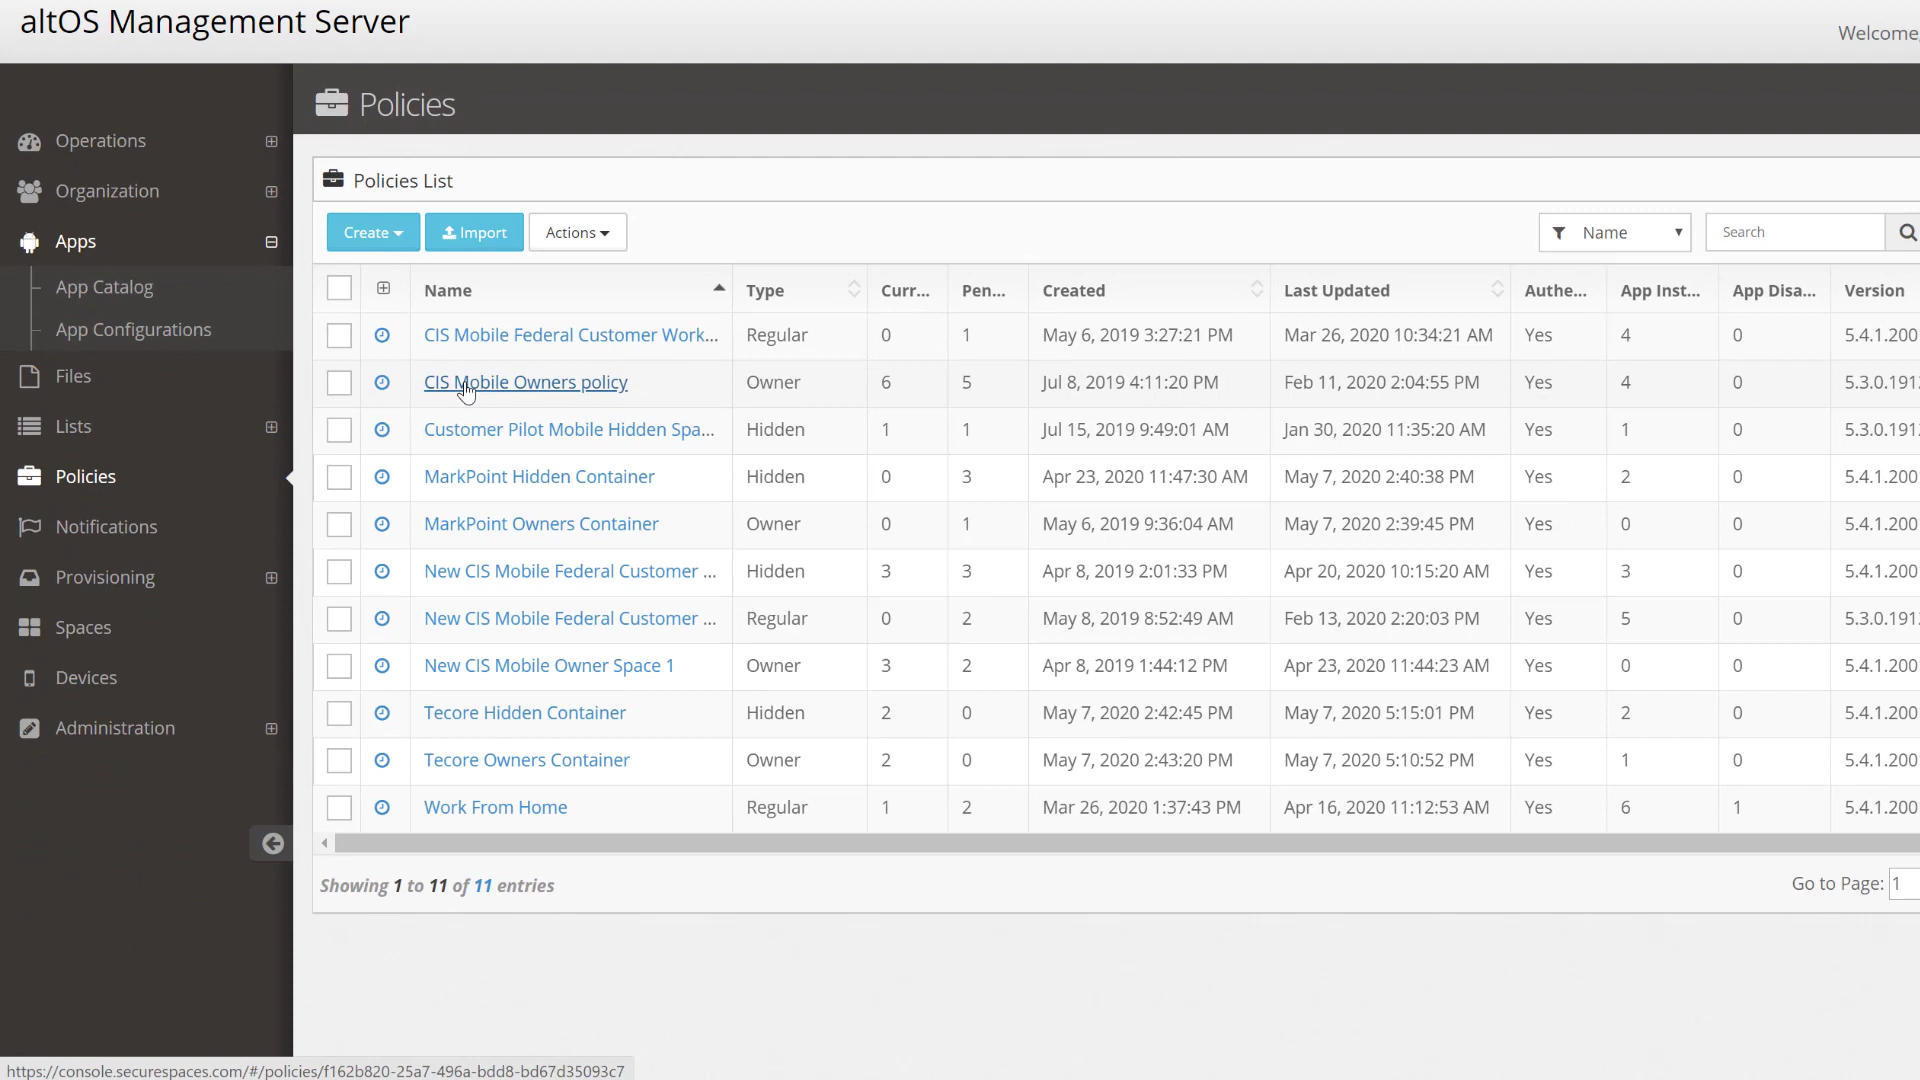 altOS Management Server
Welcome,
Operations
Organization
Apps
App Catalog
App Configurations
Files
Lists
Policies
Notifications
Provisioning
Spaces
Devices
Administration
Policies
Policies List
Create Import Actions Name Search
Name Type Curr... Pen... Created Last Updated Authe... App Inst... App Disa... Version
CIS Mobile Federal Customer Work... Regular 0 1 May 6, 2019 3:27:21 PM Mar 26, 2020 10:34:21 AM Yes 4 0 5.4.1.200
CIS Mobile Owners policy Owner 6 5 Jul 8, 2019 4:11:20 PM Feb 11, 2020 2:04:55 PM Yes 4 0 5.3.0.191
Customer Pilot Mobile Hidden Spa... Hidden 1 1 Jul 15, 2019 9:49:01 AM Jan 30, 2020 11:35:20 AM Yes 1 0 5.3.0.191
MarkPoint Hidden Container Hidden 0 3 Apr 23, 2020 11:47:30 AM May 7, 2020 2:40:38 PM Yes 2 0 5.4.1.200
MarkPoint Owners Container Owner 0 1 May 6, 2019 9:36:04 AM May 7, 2020 2:39:45 PM Yes 0 0 5.4.1.200
New CIS Mobile Federal Customer ... Hidden 3 3 Apr 8, 2019 2:01:33 PM Apr 20, 2020 10:15:20 AM Yes 3 0 5.4.1.200
New CIS Mobile Federal Customer ... Regular 0 2 May 8, 2019 8:52:49 AM Feb 13, 2020 2:20:03 PM Yes 5 0 5.3.0.191
New CIS Mobile Owner Space 1 Owner 3 2 Apr 8, 2019 1:44:12 PM Apr 23, 2020 11:44:23 AM Yes 0 0 5.4.1.200
Tecore Hidden Container Hidden 2 0 May 7, 2020 2:42:45 PM May 7, 2020 5:15:01 PM Yes 2 0 5.4.1.200
Tecore Owners Container Owner 2 0 May 7, 2020 2:43:20 PM May 7, 2020 5:10:52 PM Yes 1 0 5.4.1.200
Work From Home Regular 1 2 Mar 26, 2020 1:37:43 PM Apr 16, 2020 11:12:53 AM Yes 6 1 5.4.1.200
Showing 1 to 11 of 11 entries
Go to Page: 1
https://console.securespaces.com/#/policies/f162b820-25a7-496a-bdd8-bd67d35093c7